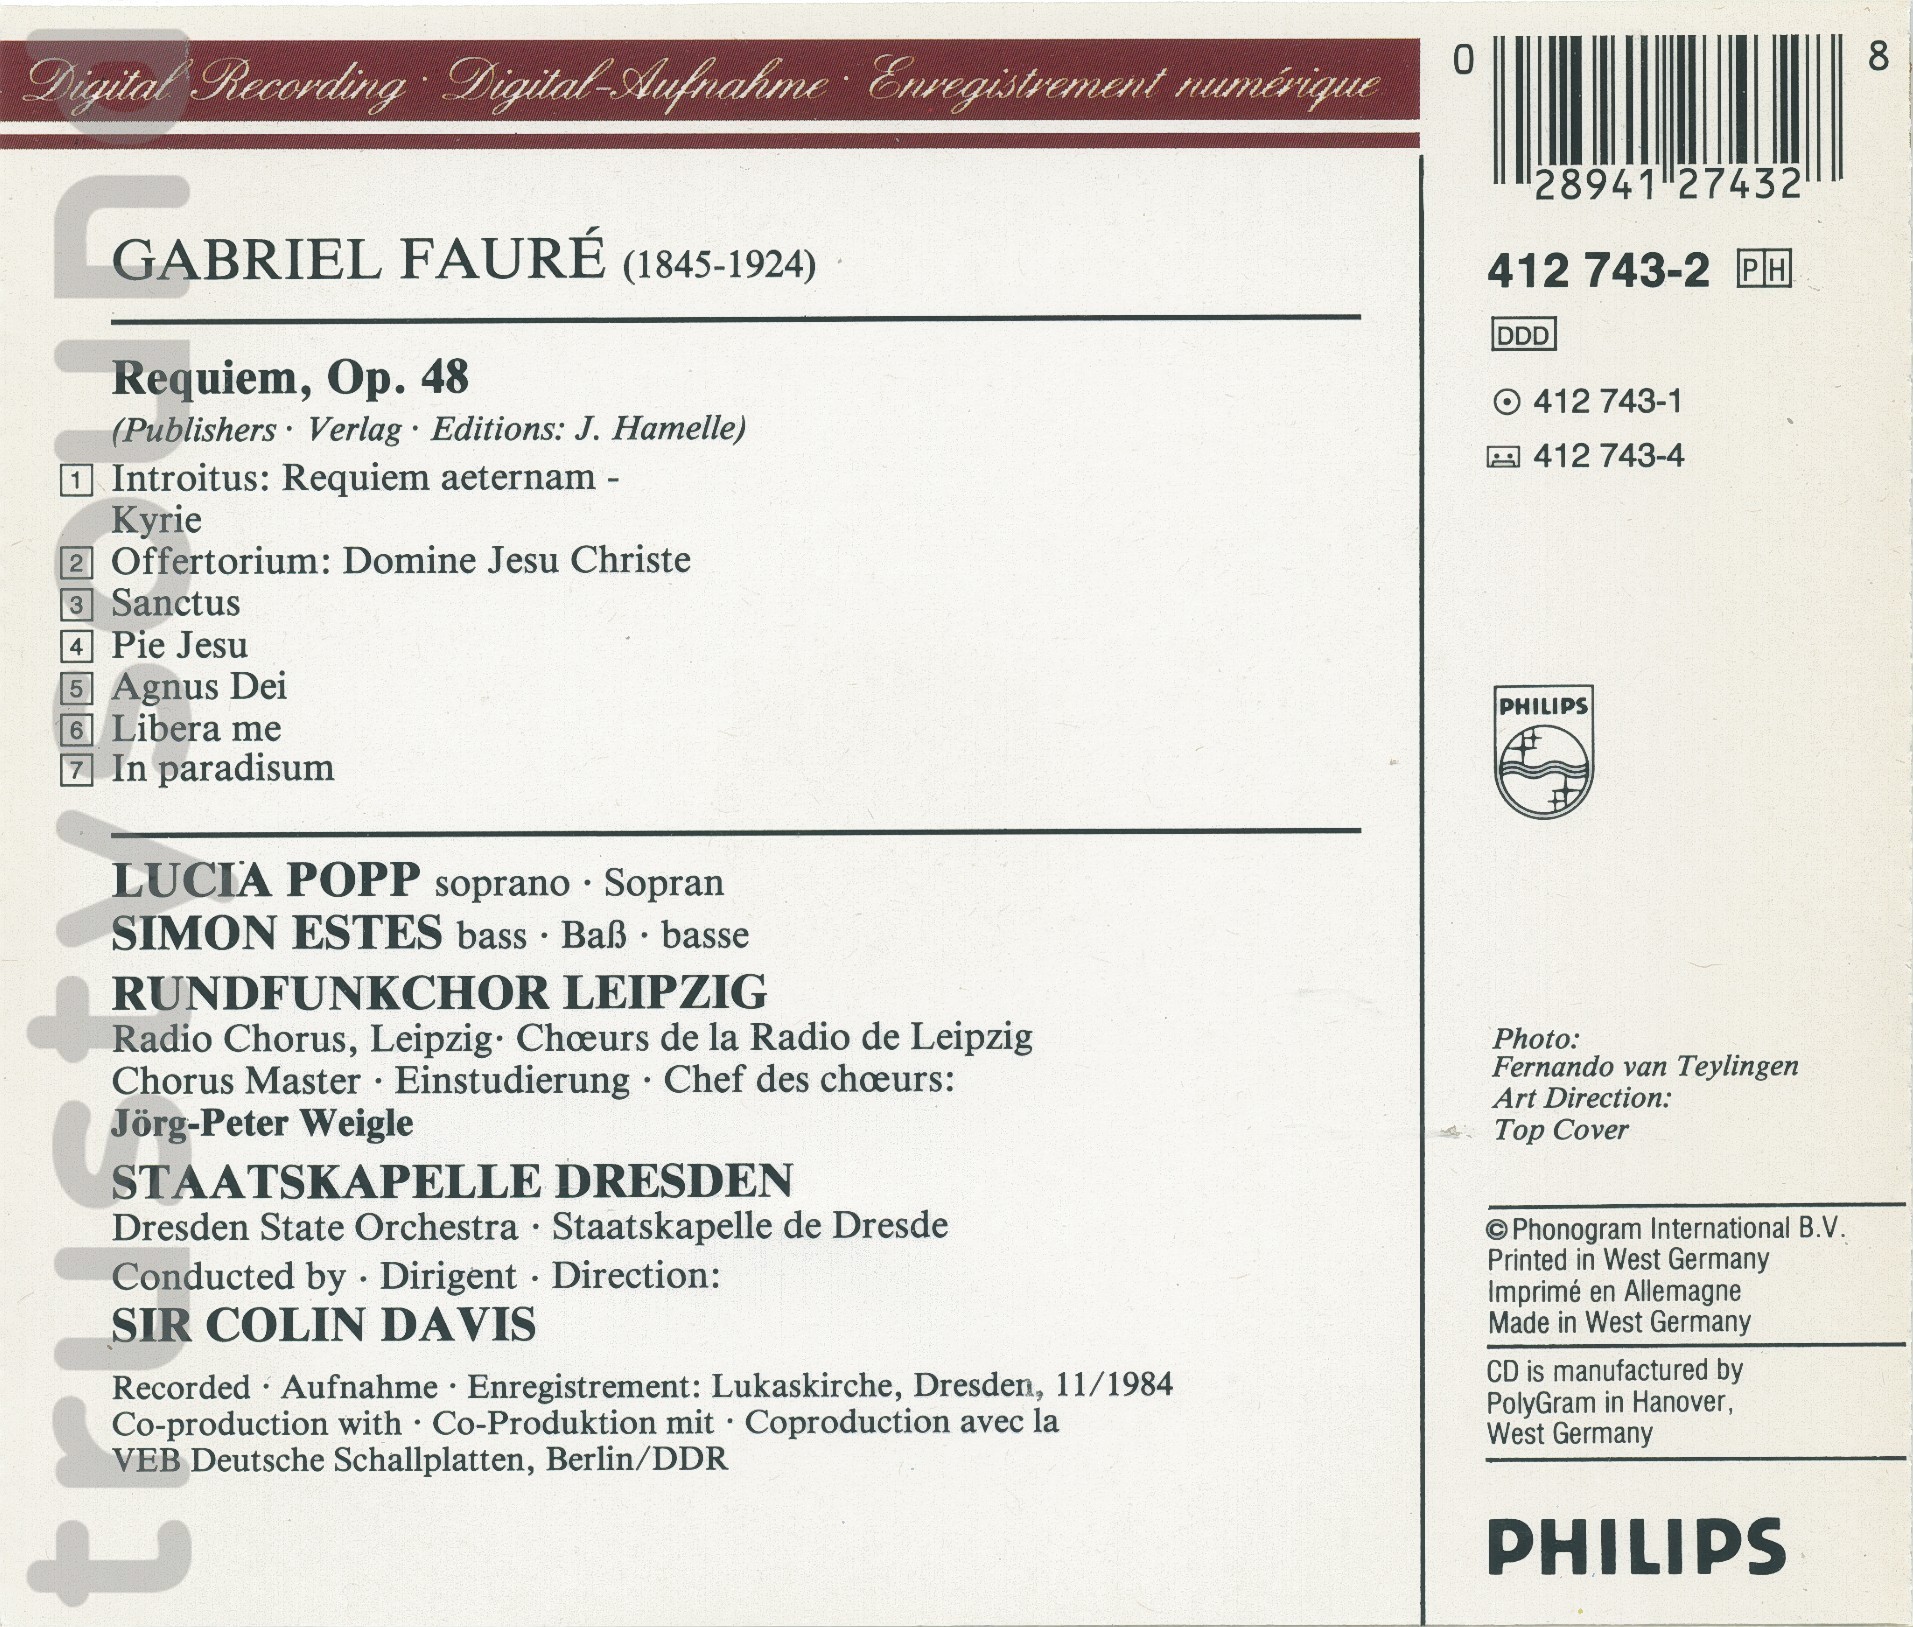 Digital Recording · Digital-Aufnahme · Enregistrement numérique
GABRIEL FAURÉ (1845-1924)
Requiem, Op. 48
(Publishers · Verlag · Editions: J. Hamelle)
1 Introitus: Requiem aeternam -
Kyrie
2 Offertorium: Domine Jesu Christe
3 Sanctus
4 Pie Jesu
5 Agnus Dei
6 Libera me
7 In paradisum
LUCIA POPP soprano · Sopran
SIMON ESTES bass · Baß · basse
RUNDFUNKCHOR LEIPZIG
Radio Chorus, Leipzig · Chœurs de la Radio de Leipzig
Chorus Master · Einstudierung · Chef des chœurs:
Jörg-Peter Weigle
STAATSKAPELLE DRESDEN
Dresden State Orchestra · Staatskapelle de Dresde
Conducted by · Dirigent · Direction:
SIR COLIN DAVIS
Recorded · Aufnahme · Enregistrement: Lukaskirche, Dresden, 11/1984
Co-production with · Co-Produktion mit · Coproduction avec la
VEB Deutsche Schallplatten, Berlin/DDR
0 28941 27432 8
412 743-2 PH
DDD
412 743-1
412 743-4
PHILIPS
Photo:
Fernando van Teylingen
Art Direction:
Top Cover
© Phonogram International B.V.
Printed in West Germany
Imprimé en Allemagne
Made in West Germany
CD is manufactured by
PolyGram in Hanover,
West Germany
PHILIPS
trustysound